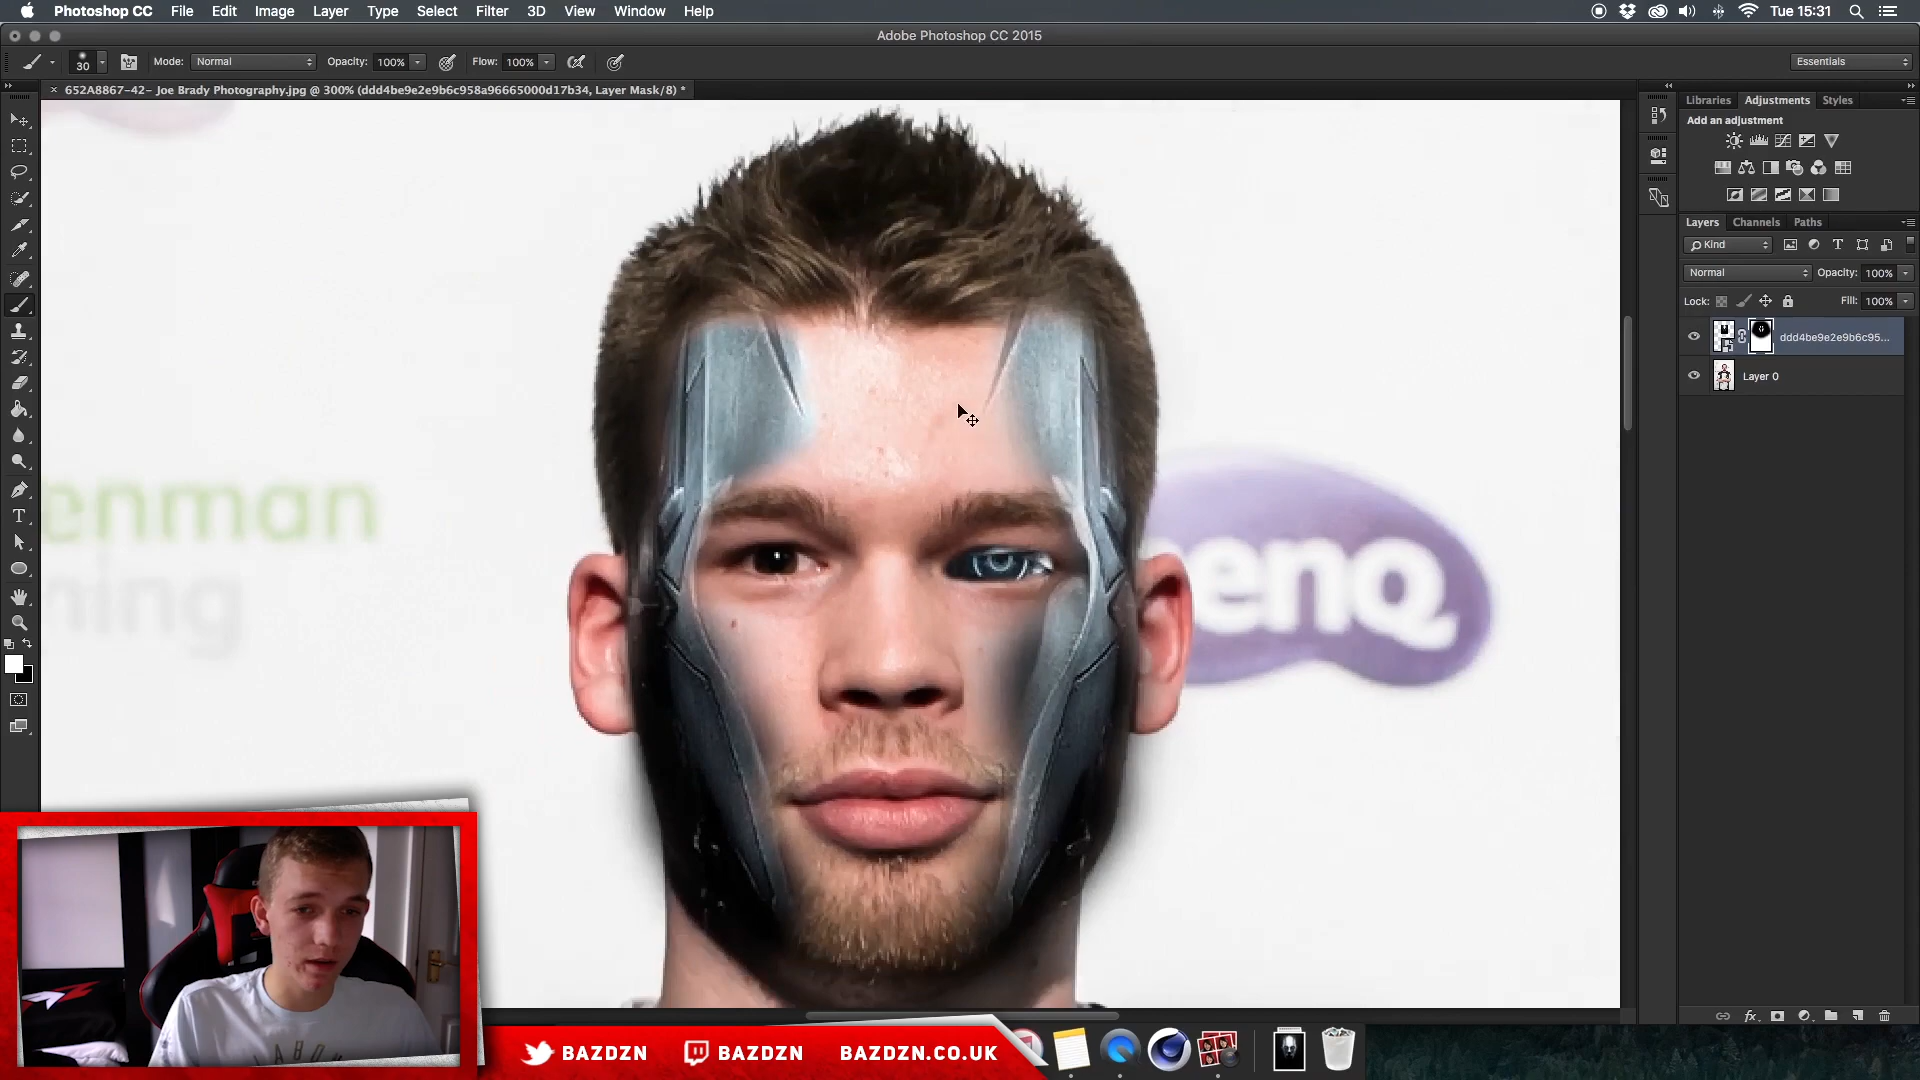 Photoshop CC File Edit Image Layer Type Select Filter 3D View Window Help Tue 15:31
Adobe Photoshop CC 2015
30 Mode: Normal Opacity: 100% Flow: 100% Essentials
× 652A8867-42- Joe Brady Photography.jpg @ 300% (ddd4be9e2e9b6c958a96665000d17b34, Layer Mask/8) *
Libraries Adjustments Styles
Add an adjustment
Layers Channels Paths
Kind
Normal Opacity: 100%
Lock: Fill: 100%
ddd4be9e2e9b6c95...
Layer 0
enman
ning
enQ
BAZDZN BAZDZN BAZDZN.CO.UK